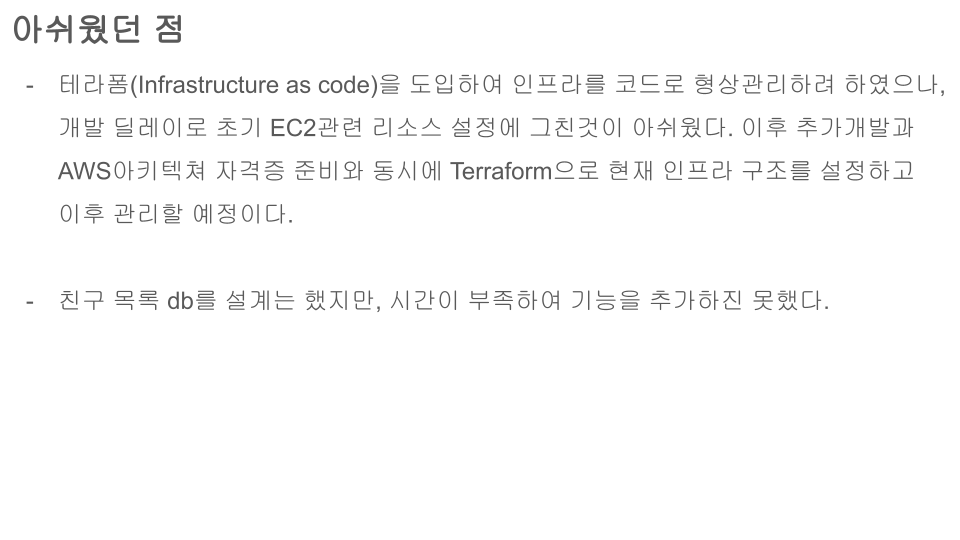 아쉬웠던 점
- 테라폼(Infrastructure as code)을 도입하여 인프라를 코드로 형상관리하려 하였으나,
개발 딜레이로 초기 EC2관련 리소스 설정에 그친것이 아쉬웠다. 이후 추가개발과
AWS아키텍쳐 자격증 준비와 동시에 Terraform으로 현재 인프라 구조를 설정하고
이후 관리할 예정이다.
- 친구 목록 db를 설계는 했지만, 시간이 부족하여 기능을 추가하진 못했다.